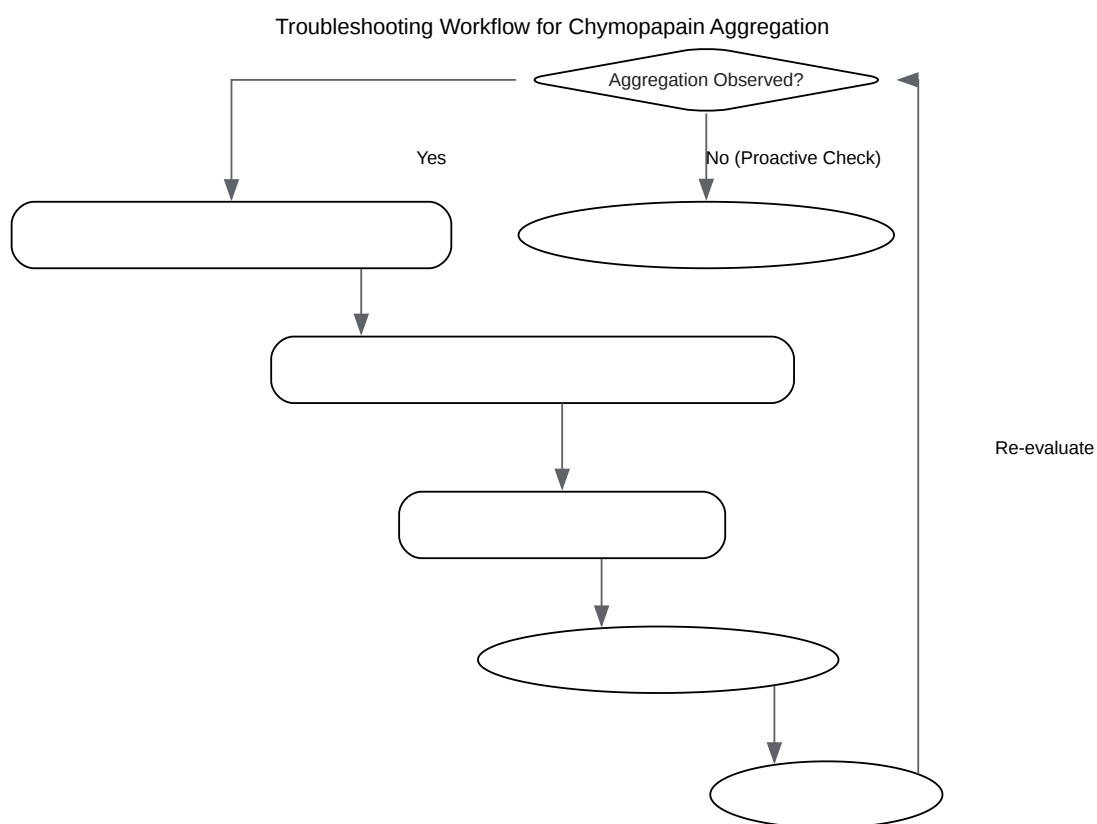 Troubleshooting Workflow for Chymopapain Aggregation
Aggregation Observed?
Yes
No (Proactive Check)
Re-evaluate